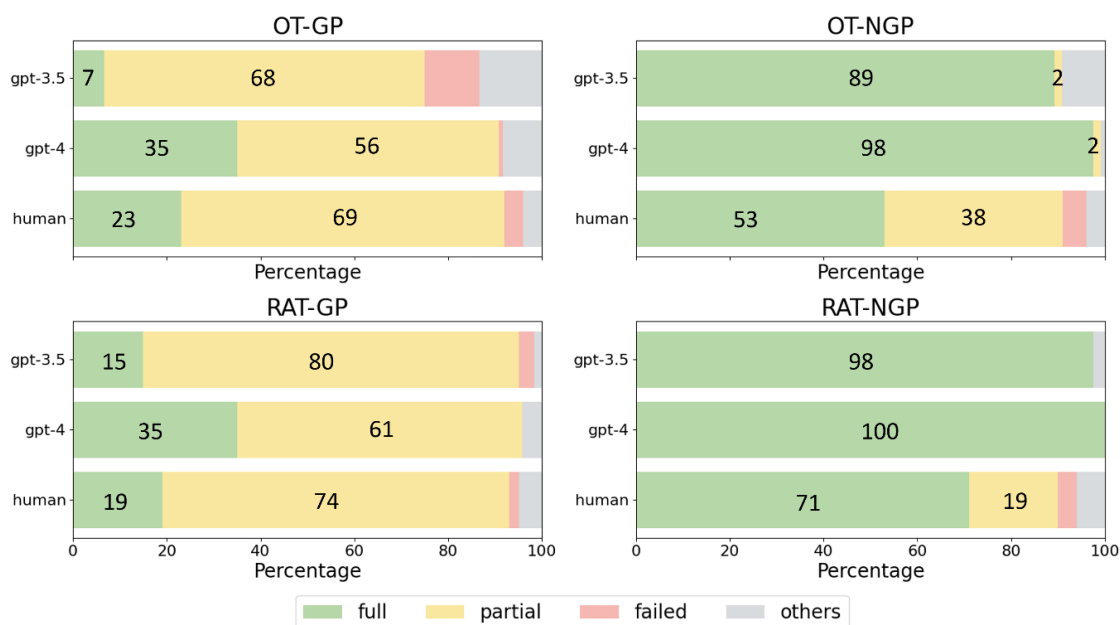 OT-GP
gpt-3.5 7 68
gpt-4 35 56
human 23 69
Percentage
OT-NGP
gpt-3.5 89 2
gpt-4 98 2
human 53 38
Percentage
RAT-GP
gpt-3.5 15 80
gpt-4 35 61
human 19 74
0 20 40 60 80 100
Percentage
RAT-NGP
gpt-3.5 98
gpt-4 100
human 71 19
0 20 40 60 80 100
Percentage
full partial failed others